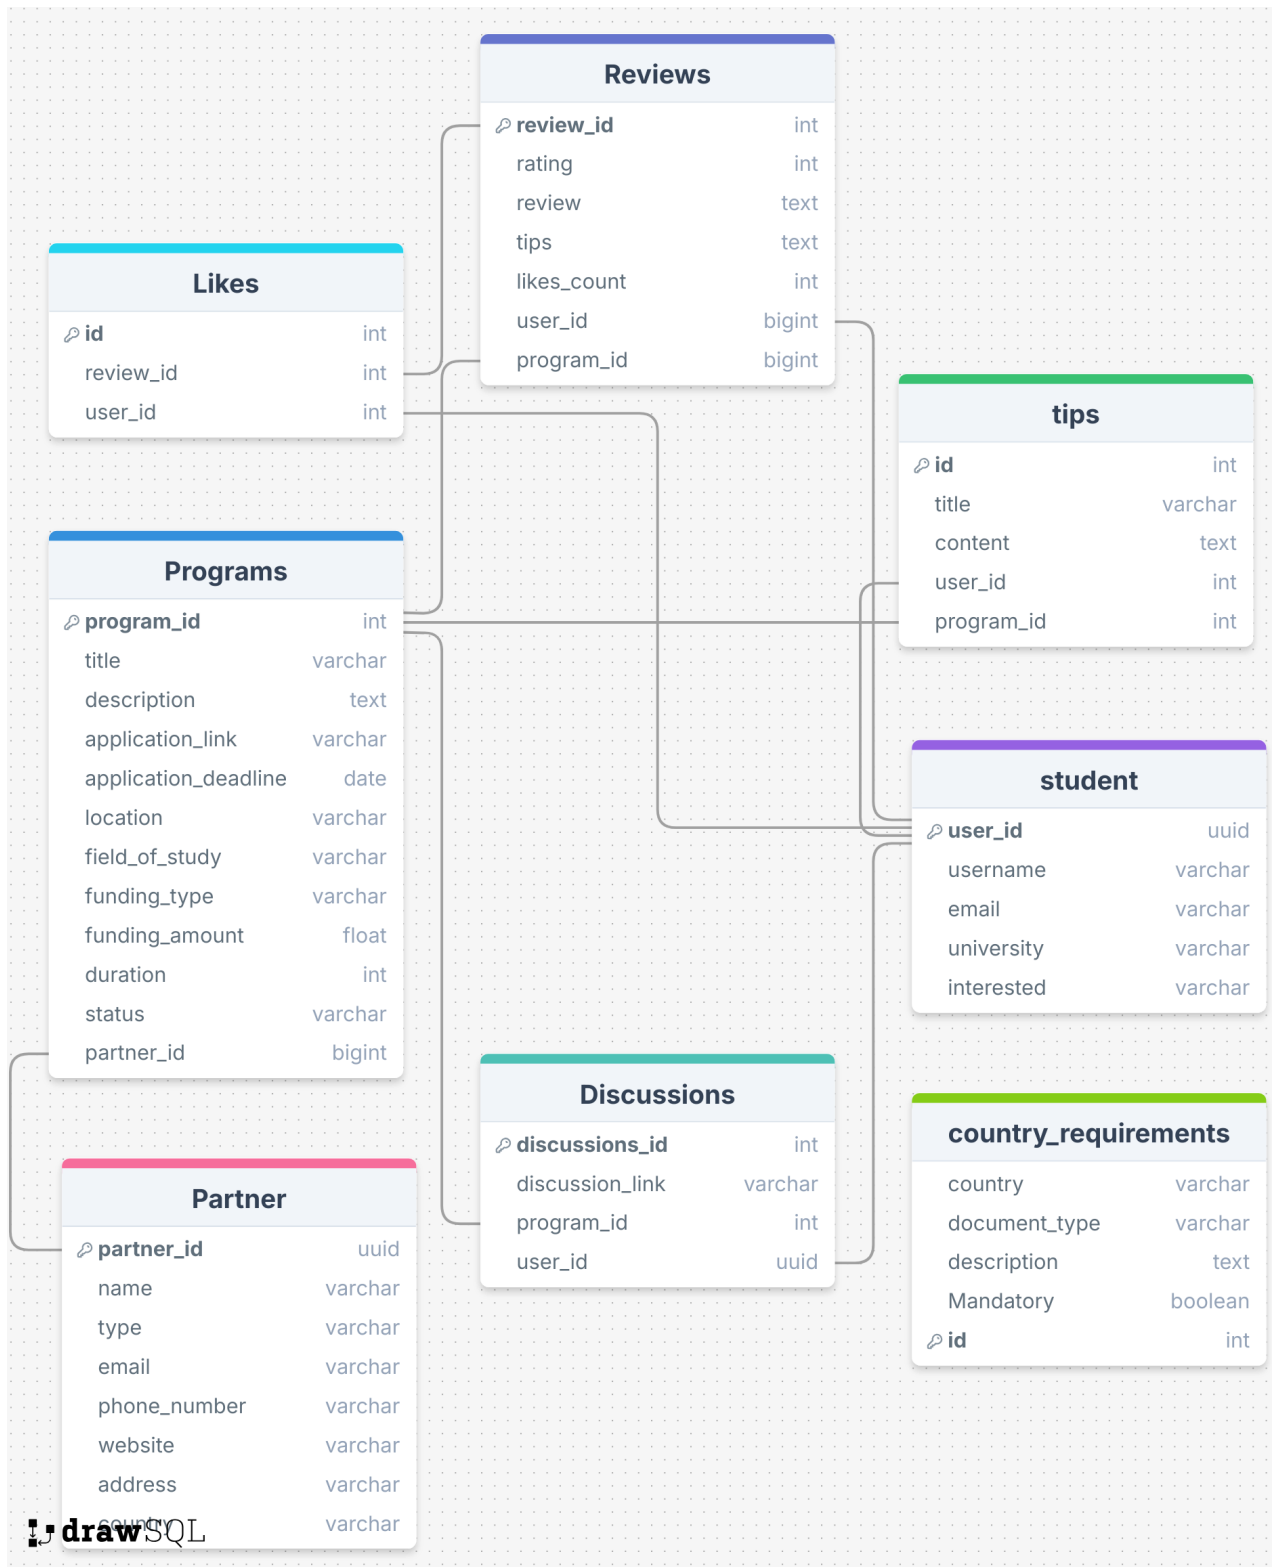 Reviews
review_id int
rating int
review text
tips text
likes_count int
user_id bigint
program_id bigint
Likes
id int
review_id int
user_id int
tips
id int
title varchar
content text
user_id int
program_id int
Programs
program_id int
title varchar
description text
application_link varchar
application_deadline date
location varchar
field_of_study varchar
funding_type varchar
funding_amount float
duration int
status varchar
partner_id bigint
student
user_id uuid
username varchar
email varchar
university varchar
interested varchar
Discussions
discussions_id int
discussion_link varchar
program_id int
user_id uuid
country_requirements
country varchar
document_type varchar
description text
Mandatory boolean
id int
Partner
partner_id uuid
name varchar
type varchar
email varchar
phone_number varchar
website varchar
address varchar
country varchar
drawSQL